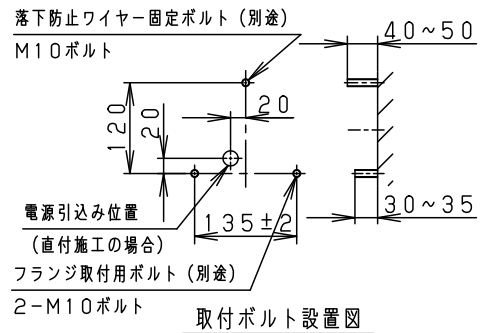 落下防止ワイヤー固定ボルト（別途）
M10ボルト
40~50
120
20
20
135±2
30~35
電源引込み位置
（直付施工の場合）
フランジ取付用ボルト（別途）
2-M10ボルト
取付ボルト設置図